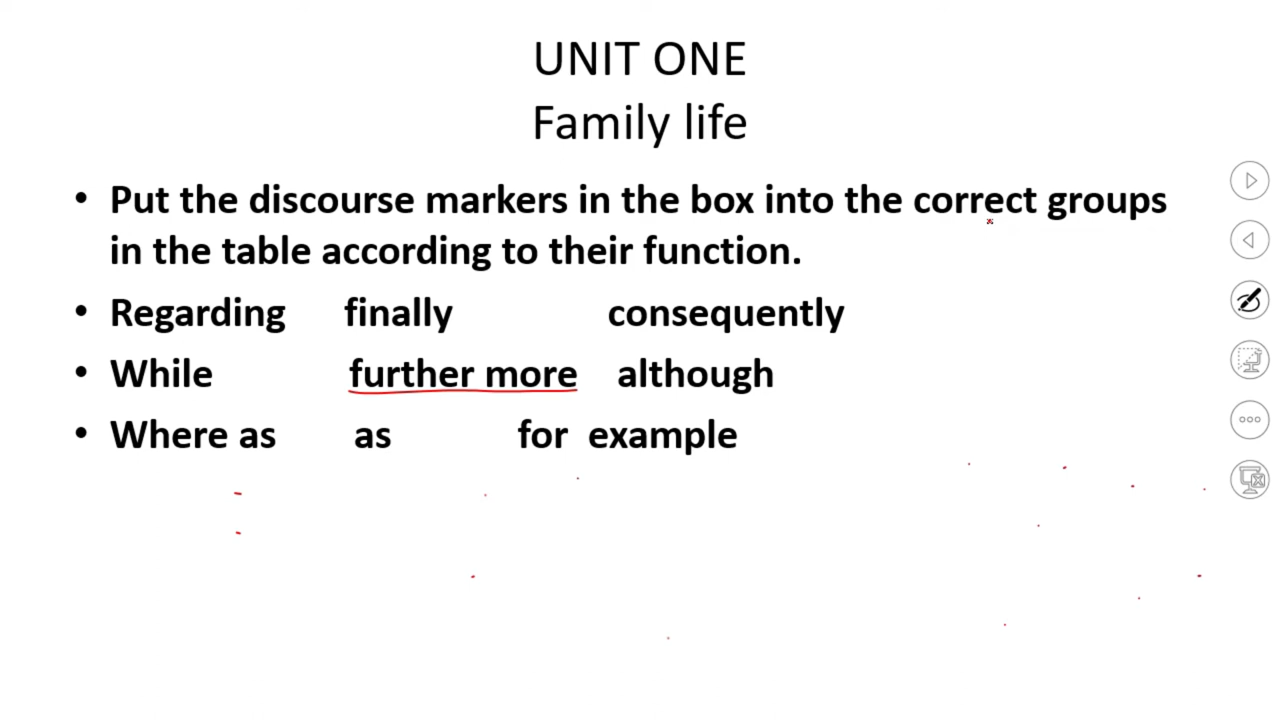 UNIT ONE
Family life
• Put the discourse markers in the box into the correct groups
in the table according to their function.
• Regarding finally consequently
• While further more although
• Where as as for example